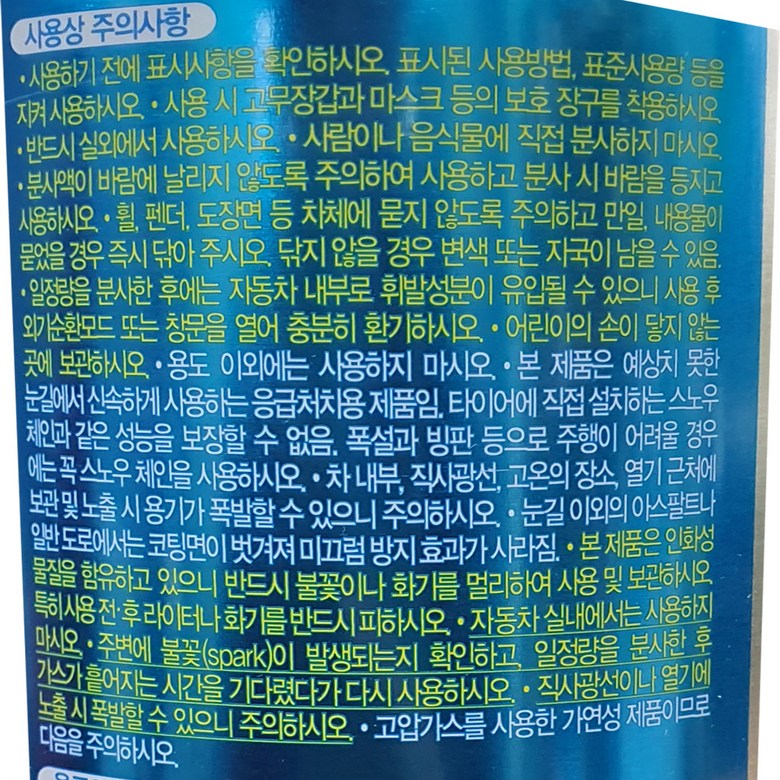 사용상 주의사항
• 사용하기 전에 표시사항을 확인하시오. 표시된 사용방법, 표준사용량 등을
지켜 사용하시오. • 사용 시 고무장갑과 마스크 등의 보호 장구를 착용하시오.
• 반드시 실외에서 사용하시오. • 사람이나 음식물에 직접 분사하지 마시오.
• 분사액이 바람에 날리지 않도록 주의하여 사용하고 분사 시 바람을 등지고
사용하시오. • 휠, 펜더, 도장면 등 차체에 묻지 않도록 주의하고 만일, 내용물이
묻었을 경우 즉시 닦아 주시오. 닦지 않을 경우 변색 또는 자국이 남을 수 있음.
• 일정량을 분사한 후에는 자동차 내부로 휘발성분이 유입될 수 있으니 사용 후
외기순환모드 또는 창문을 열어 충분히 환기하시오. • 어린이의 손이 닿지 않는
곳에 보관하시오. • 용도 이외에는 사용하지 마시오. • 본 제품은 예상치 못한
눈길에서 신속하게 사용하는 응급처치용 제품임. 타이어에 직접 설치하는 스노우
체인과 같은 성능을 보장할 수 없음. 폭설과 빙판 등으로 주행이 어려울 경우
에는 꼭 스노우 체인을 사용하시오. • 차 내부, 직사광선, 고온의 장소, 열기 근처에
보관 및 노출 시 용기가 폭발할 수 있으니 주의하시오. • 눈길 이외의 아스팔트나
일반 도로에서는 코팅면이 벗겨져 미끄럼 방지 효과가 사라짐. • 본 제품은 인화성
물질을 함유하고 있으니 반드시 불꽃이나 화기를 멀리하여 사용 및 보관하시오.
특히 사용 전·후 라이터나 화기를 반드시 피하시오. • 자동차 실내에서는 사용하지
마시오. • 주변에 불꽃(spark)이 발생되는지 확인하고, 일정량을 분사한 후
가스가 흩어지는 시간을 기다렸다가 다시 사용하시오. • 직사광선이나 열기에
노출 시 폭발할 수 있으니 주의하시오. • 고압가스를 사용한 가연성 제품이므로
다음을 주의하시오.